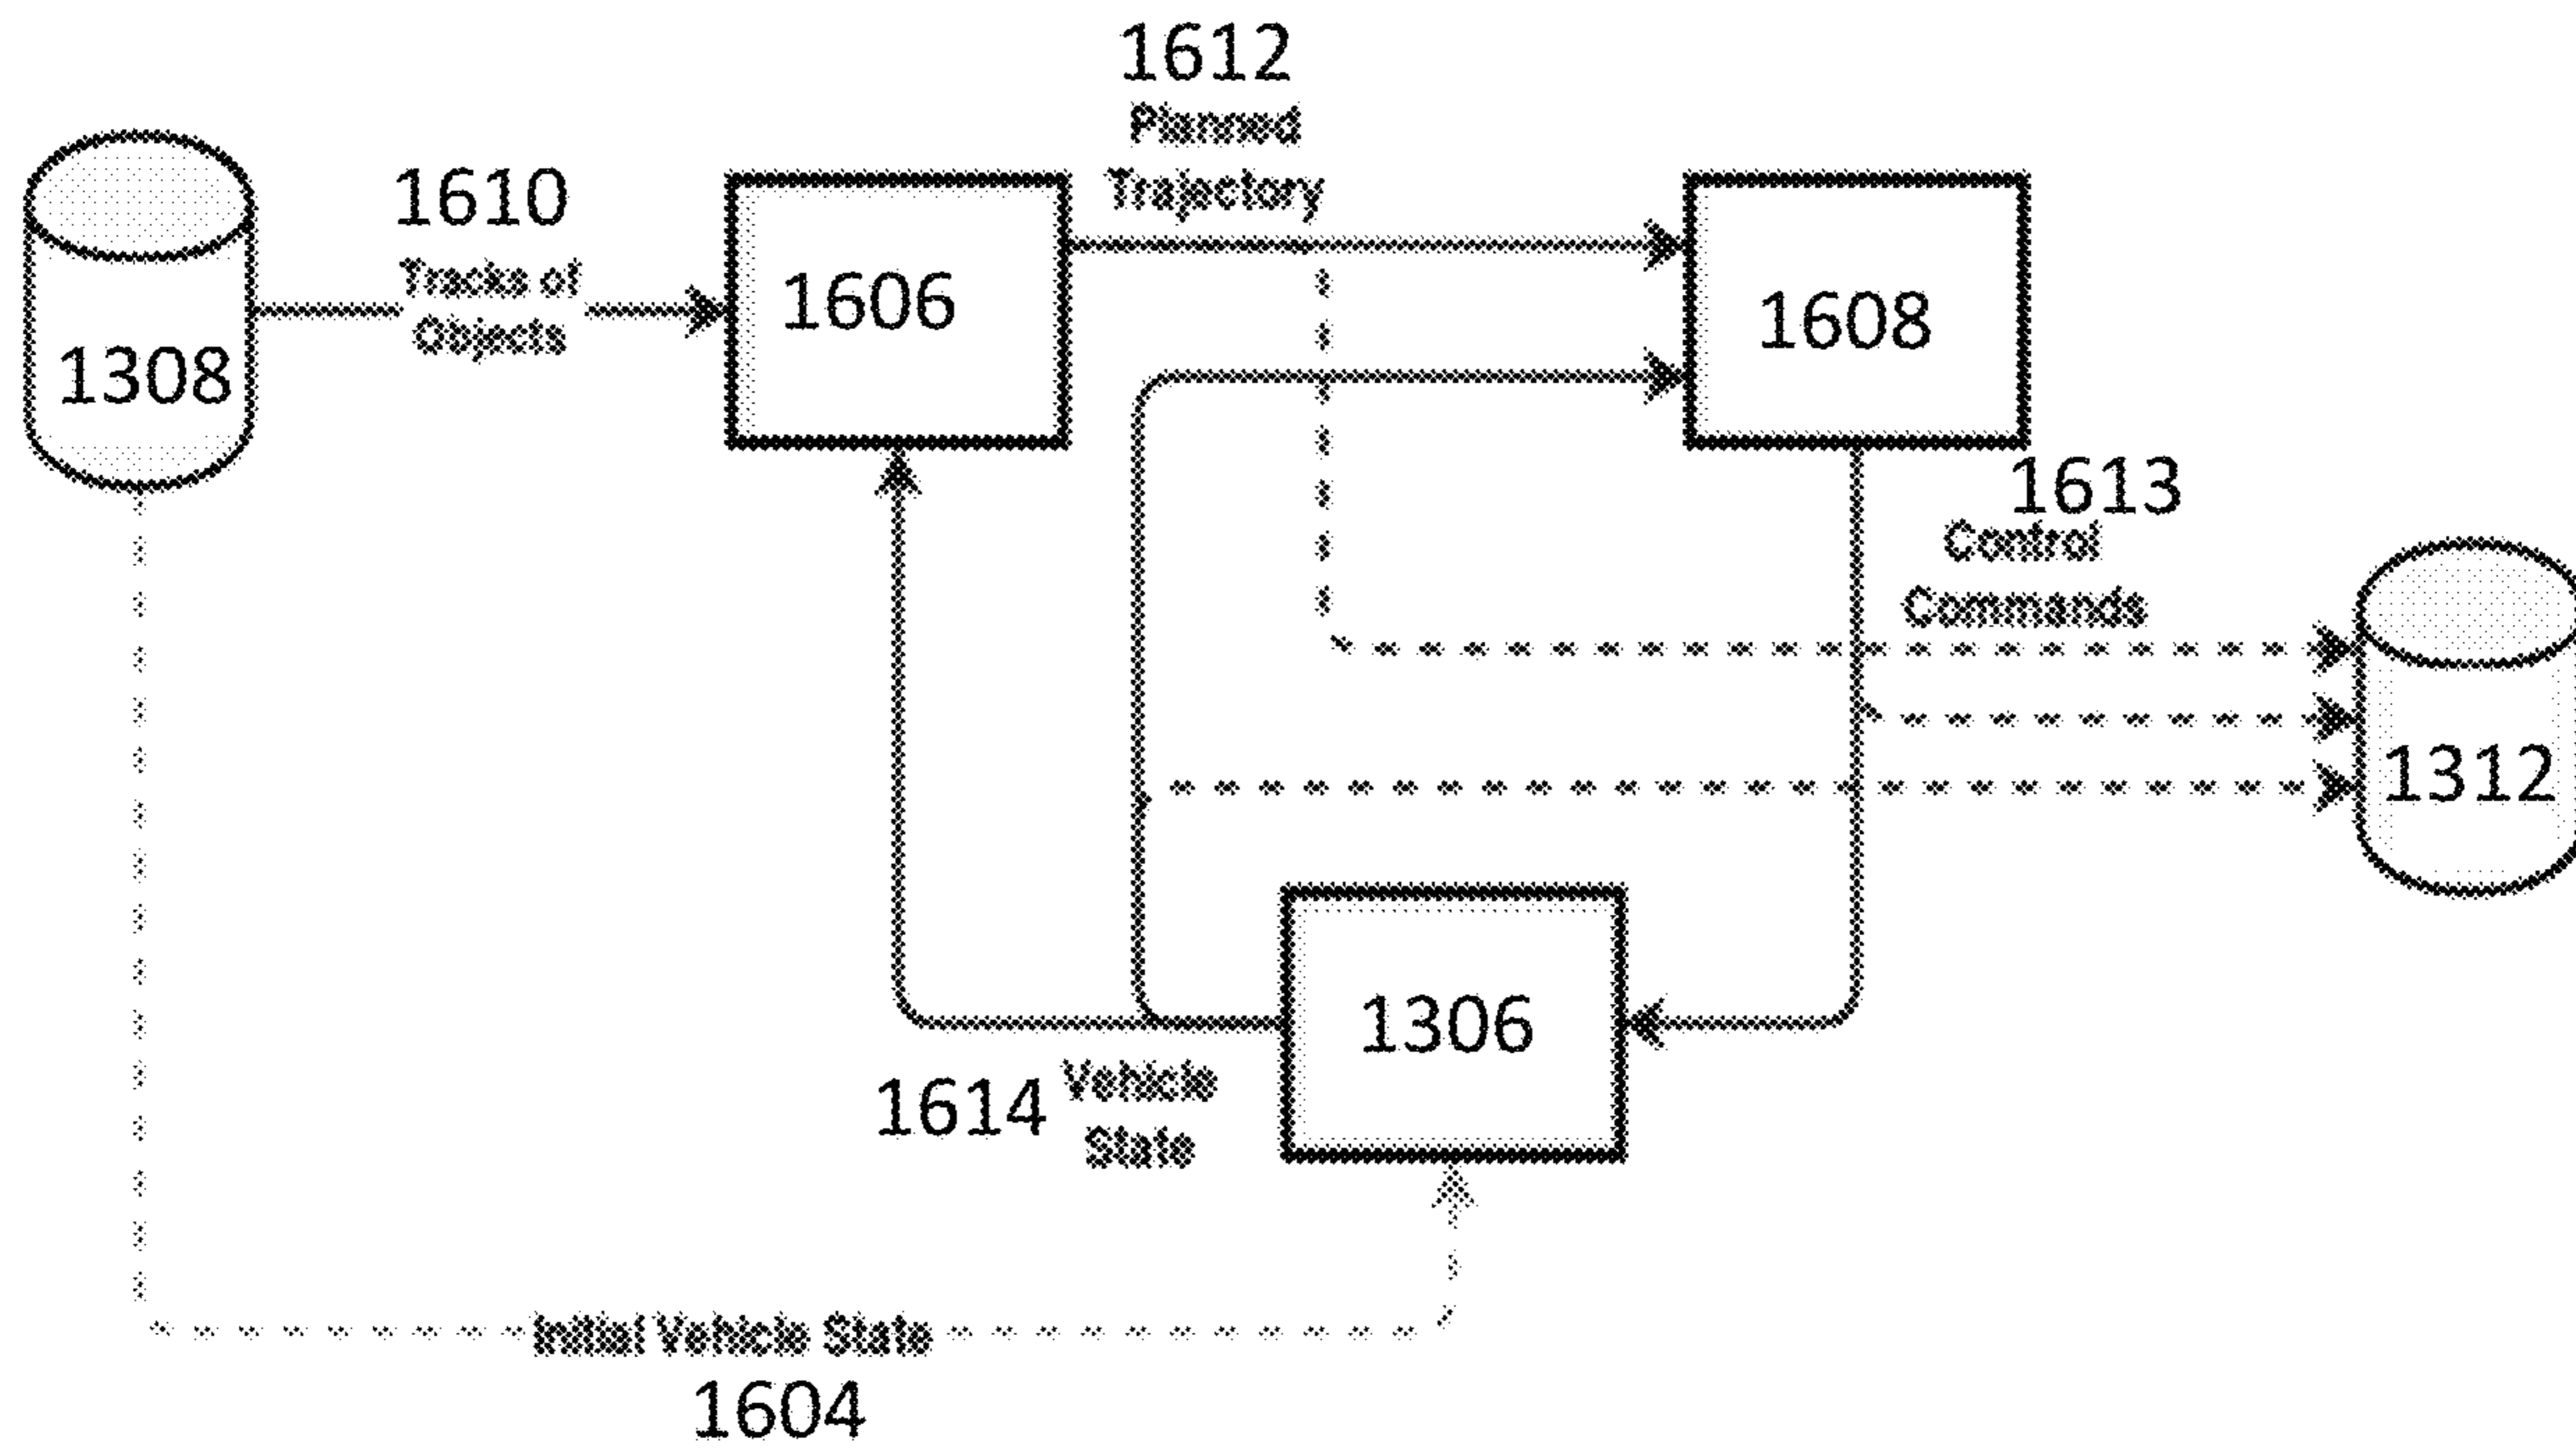 1612
Planned
Trajectory
1610
Tracks of
Objects
1308
1606
1608
1613
Control
Commands
1312
1306
1614
Vehicle
State
Initial Vehicle State
1604